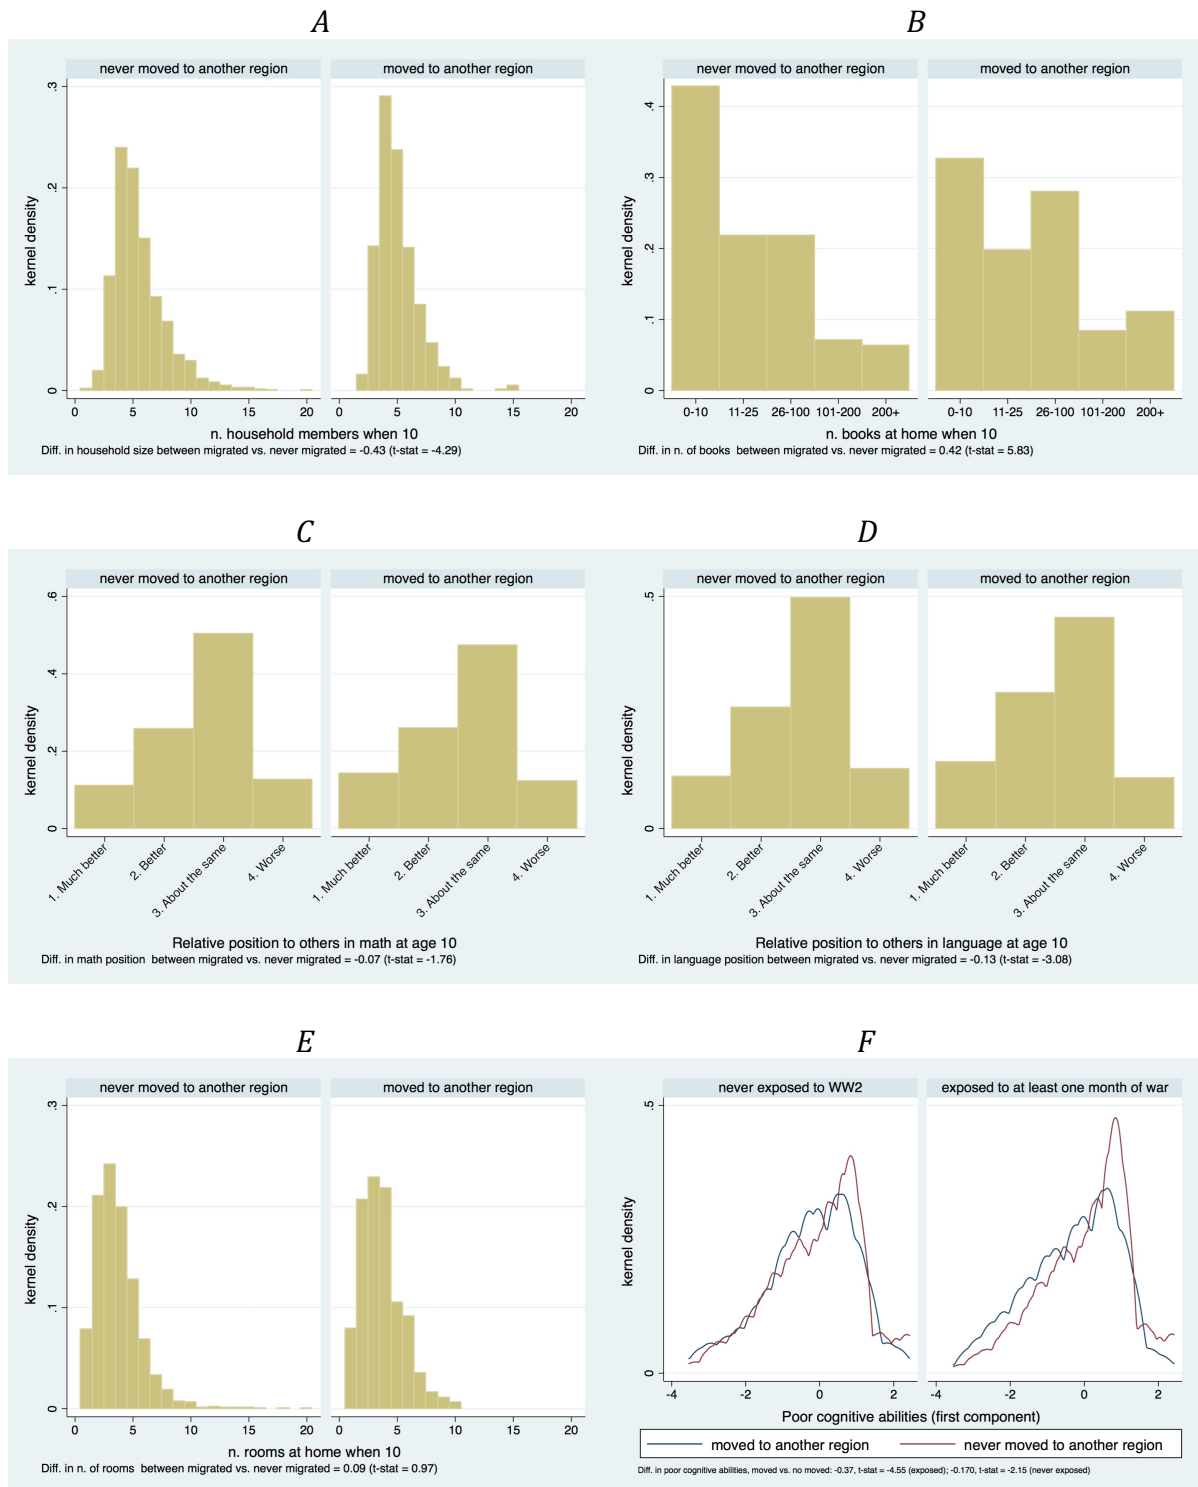 A
never moved to another region
moved to another region
kernel density
0
.1
.2
.3
0 5 10 15 20
0 5 10 15 20
n. household members when 10
Diff. in household size between migrated vs. never migrated = -0.43 (t-stat = -4.29)
B
never moved to another region
moved to another region
kernel density
0
.1
.2
.3
.4
0-10 11-25 26-100 101-200 200+
0-10 11-25 26-100 101-200 200+
n. books at home when 10
Diff. in n. of books between migrated vs. never migrated = 0.42 (t-stat = 5.83)
C
never moved to another region
moved to another region
kernel density
0
.2
.4
.6
1. Much better
2. Better
3. About the same
4. Worse
1. Much better
2. Better
3. About the same
4. Worse
Relative position to others in math at age 10
Diff. in math position between migrated vs. never migrated = -0.07 (t-stat = -1.76)
D
never moved to another region
moved to another region
kernel density
0
.5
1. Much better
2. Better
3. About the same
4. Worse
1. Much better
2. Better
3. About the same
4. Worse
Relative position to others in language at age 10
Diff. in language position between migrated vs. never migrated = -0.13 (t-stat = -3.08)
E
never moved to another region
moved to another region
kernel density
0
.1
.2
.3
0 5 10 15 20
0 5 10 15 20
n. rooms at home when 10
Diff. in n. of rooms between migrated vs. never migrated = 0.09 (t-stat = 0.97)
F
never exposed to WW2
exposed to at least one month of war
kernel density
0
.5
-4 -2 0 2
-4 -2 0 2
Poor cognitive abilities (first component)
moved to another region
never moved to another region
Diff. in poor cognitive abilities, moved vs. no moved: -0.37, t-stat = -4.55 (exposed); -0.170, t-stat = -2.15 (never exposed)